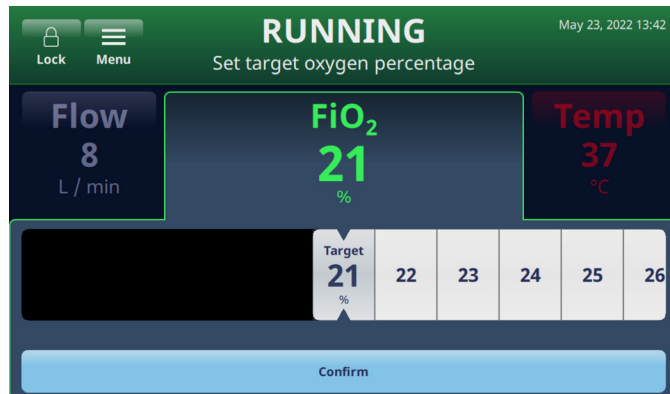 RUNNING
May 23, 2022 13:42
Lock
Menu
Set target oxygen percentage
Flow
8
L / min
FiO₂
21
%
Temp
37
°C
Target
21
%
22
23
24
25
26
Confirm